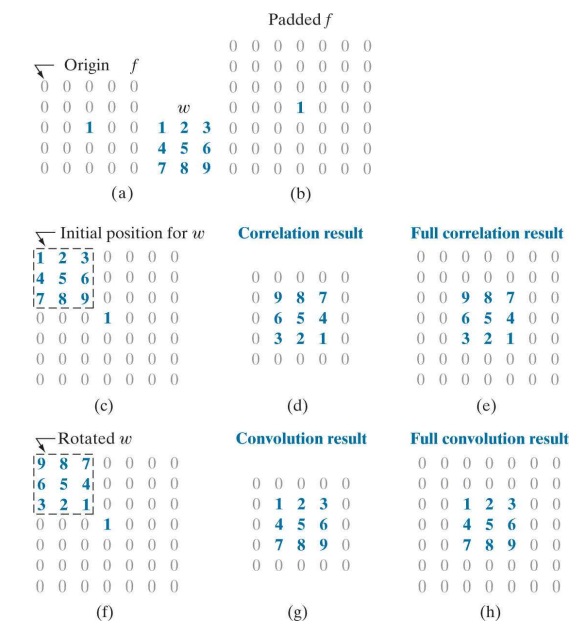 Origin f
0 0 0 0 0
0 0 0 0 0
0 0 1 0 0
0 0 0 0 0
0 0 0 0 0
w
1 2 3
4 5 6
7 8 9
(a)
Padded f
0 0 0 0 0 0 0
0 0 0 0 0 0 0
0 0 0 0 0 0 0
0 0 0 1 0 0 0
0 0 0 0 0 0 0
0 0 0 0 0 0 0
0 0 0 0 0 0 0
(b)
Initial position for w
1 2 3 0 0 0 0
4 5 6 0 0 0 0
7 8 9 0 0 0 0
0 0 0 1 0 0 0
0 0 0 0 0 0 0
0 0 0 0 0 0 0
0 0 0 0 0 0 0
(c)
Correlation result
0 0 0 0 0
0 9 8 7 0
0 6 5 4 0
0 3 2 1 0
0 0 0 0 0
(d)
Full correlation result
0 0 0 0 0 0 0
0 0 0 0 0 0 0
0 0 9 8 7 0 0
0 0 6 5 4 0 0
0 0 3 2 1 0 0
0 0 0 0 0 0 0
0 0 0 0 0 0 0
(e)
Rotated w
9 8 7 0 0 0 0
6 5 4 0 0 0 0
3 2 1 0 0 0 0
0 0 0 1 0 0 0
0 0 0 0 0 0 0
0 0 0 0 0 0 0
0 0 0 0 0 0 0
(f)
Convolution result
0 0 0 0 0
0 1 2 3 0
0 4 5 6 0
0 7 8 9 0
0 0 0 0 0
(g)
Full convolution result
0 0 0 0 0 0 0
0 0 0 0 0 0 0
0 0 1 2 3 0 0
0 0 4 5 6 0 0
0 0 7 8 9 0 0
0 0 0 0 0 0 0
0 0 0 0 0 0 0
(h)